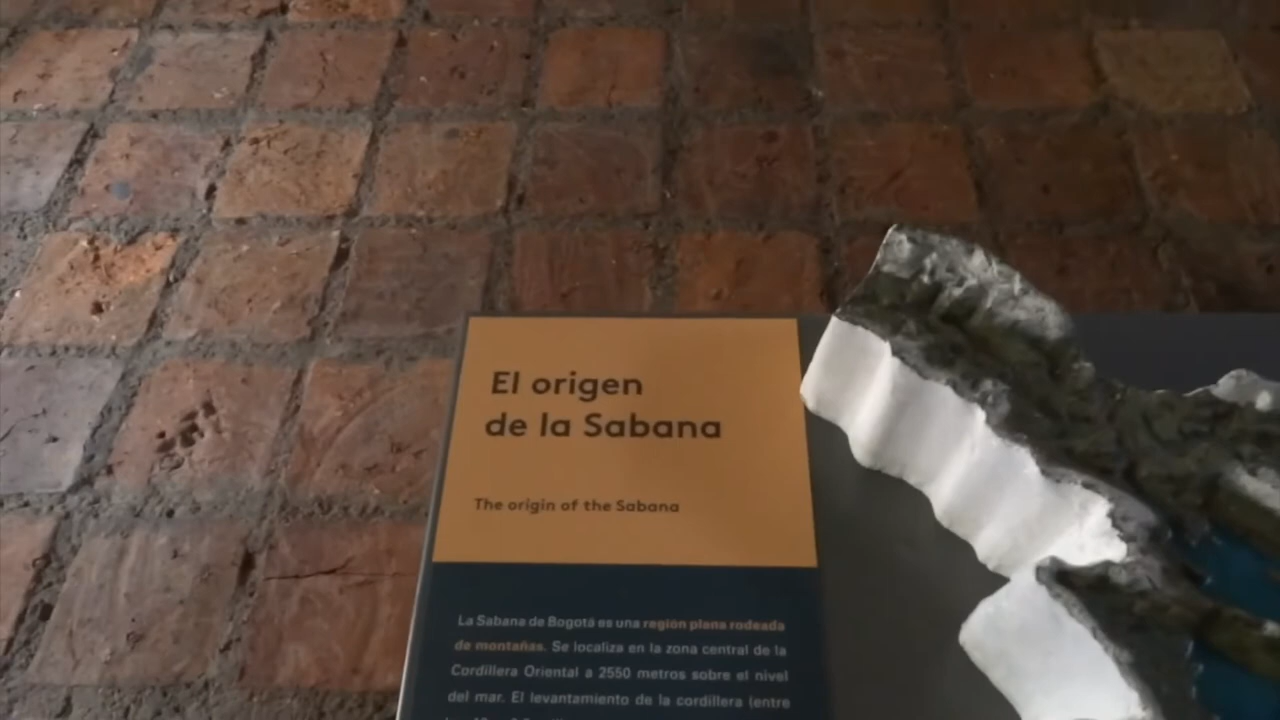 El origen
de la Sabana
The origin of the Sabana
La Sabana de Bogotá es una región plana rodeada
de montañas. Se localiza en la zona central de la
Cordillera Oriental a 2550 metros sobre el nivel
del mar. El levantamiento de la cordillera (entre